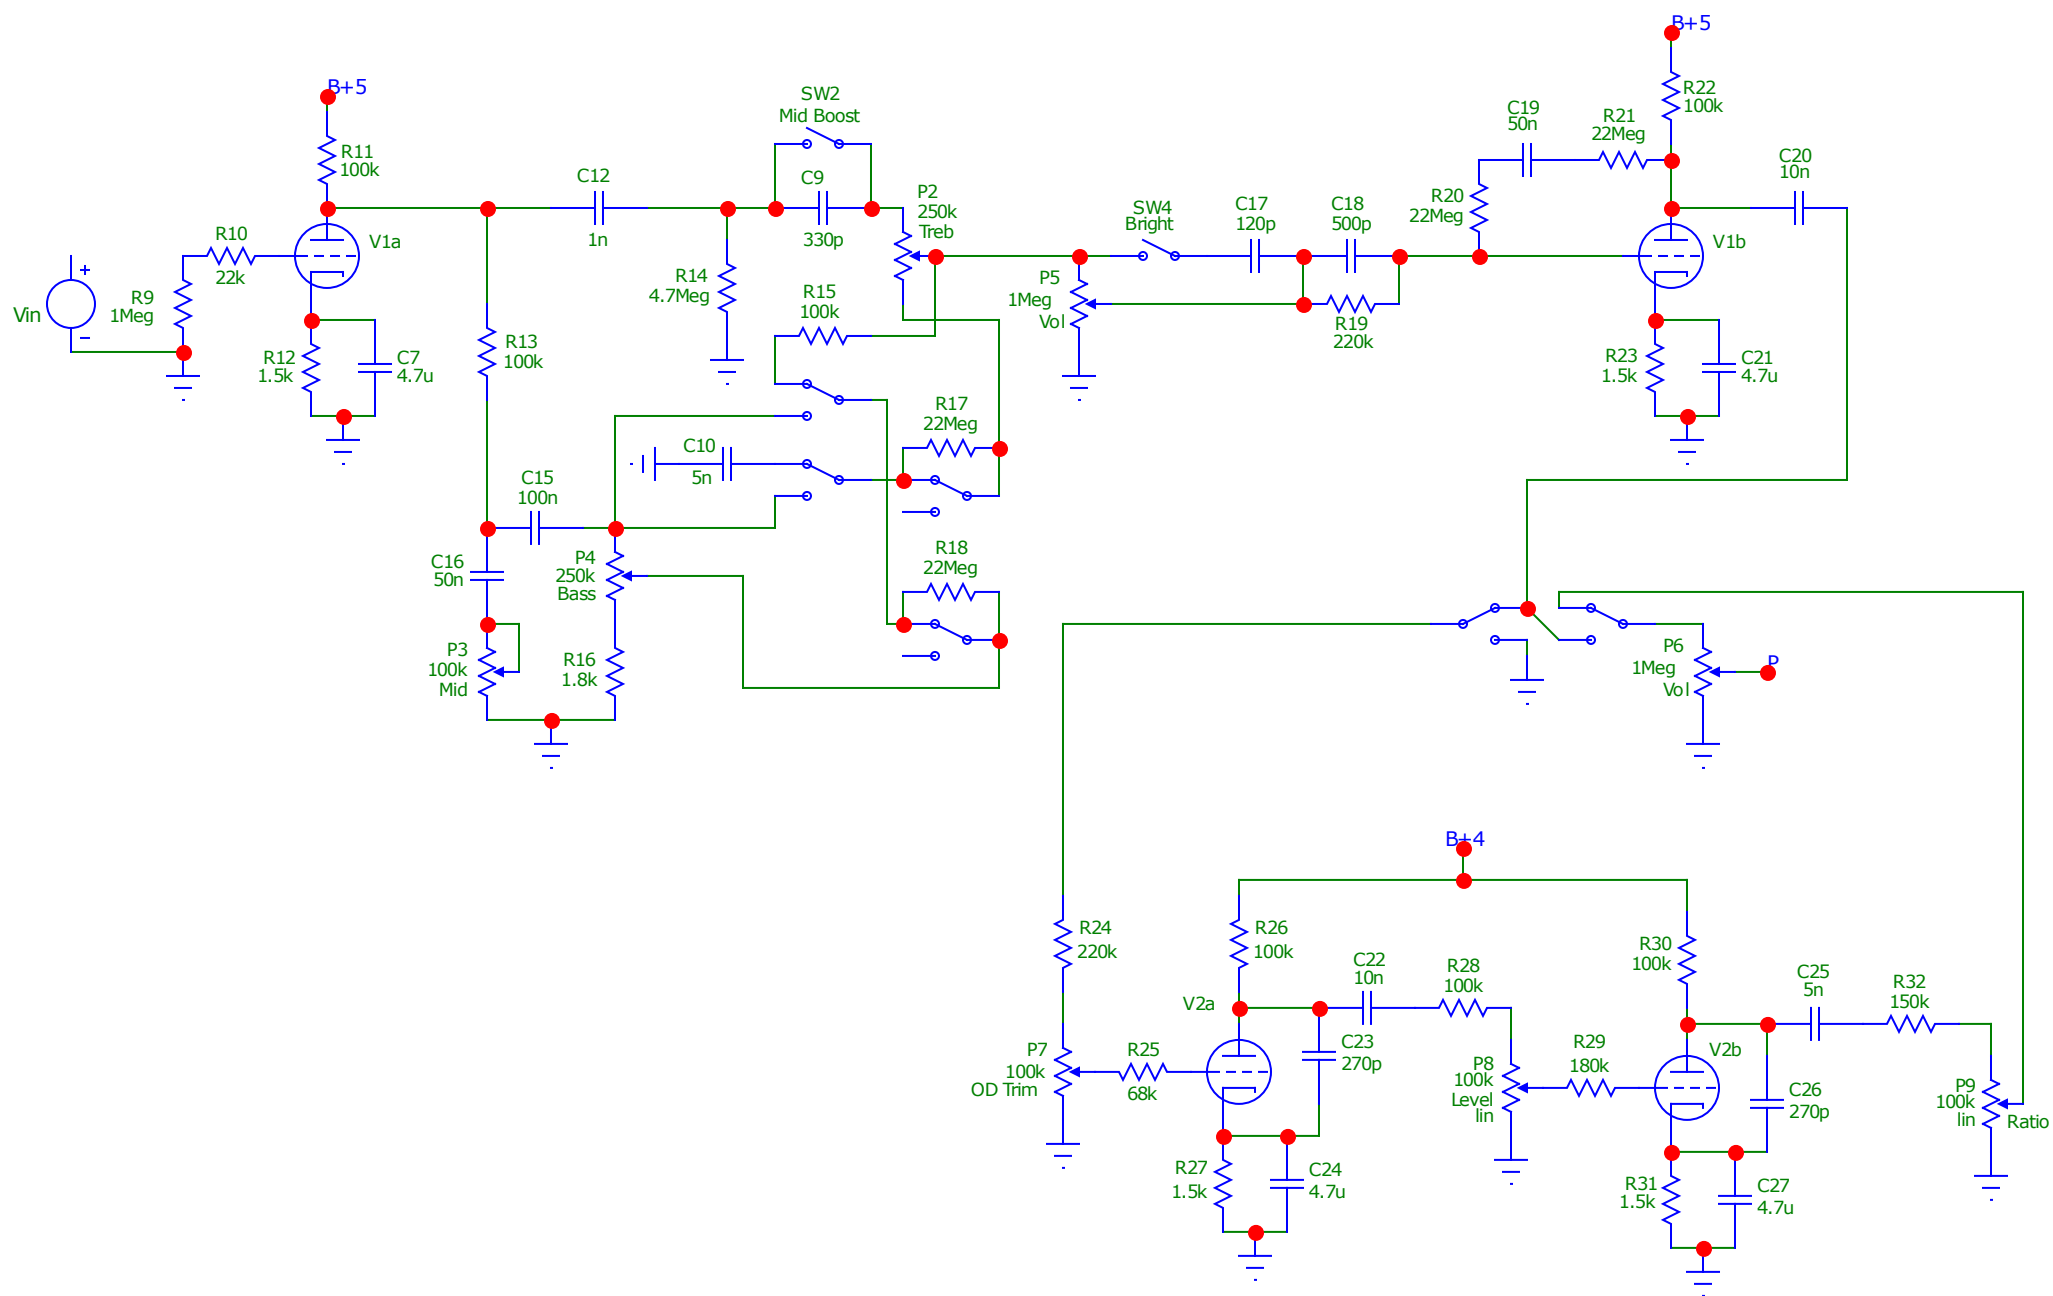 B+5
R11
100k
V1a
R10
22k
R9
1Meg
Vin
+
-
R12
1.5k
C7
4.7u
R13
100k
C12
1n
SW2
Mid Boost
C9
330p
R14
4.7Meg
P2
250k
Treb
R15
100k
R17
22Meg
C10
5n
C15
100n
C16
50n
P4
250k
Bass
P3
100k
Mid
R16
1.8k
R18
22Meg
P5
1Meg
Vol
SW4
Bright
C17
120p
C18
500p
R19
220k
R20
22Meg
C19
50n
R21
22Meg
B+5
R22
100k
V1b
C20
10n
R23
1.5k
C21
4.7u
P6
1Meg
Vol
P
B+4
R24
220k
P7
100k
OD Trim
R25
68k
R26
100k
V2a
C22
10n
R28
100k
C23
270p
R27
1.5k
C24
4.7u
P8
100k
Level
lin
R29
180k
R30
100k
V2b
C25
5n
R32
150k
C26
270p
R31
1.5k
C27
4.7u
P9
100k
lin
Ratio